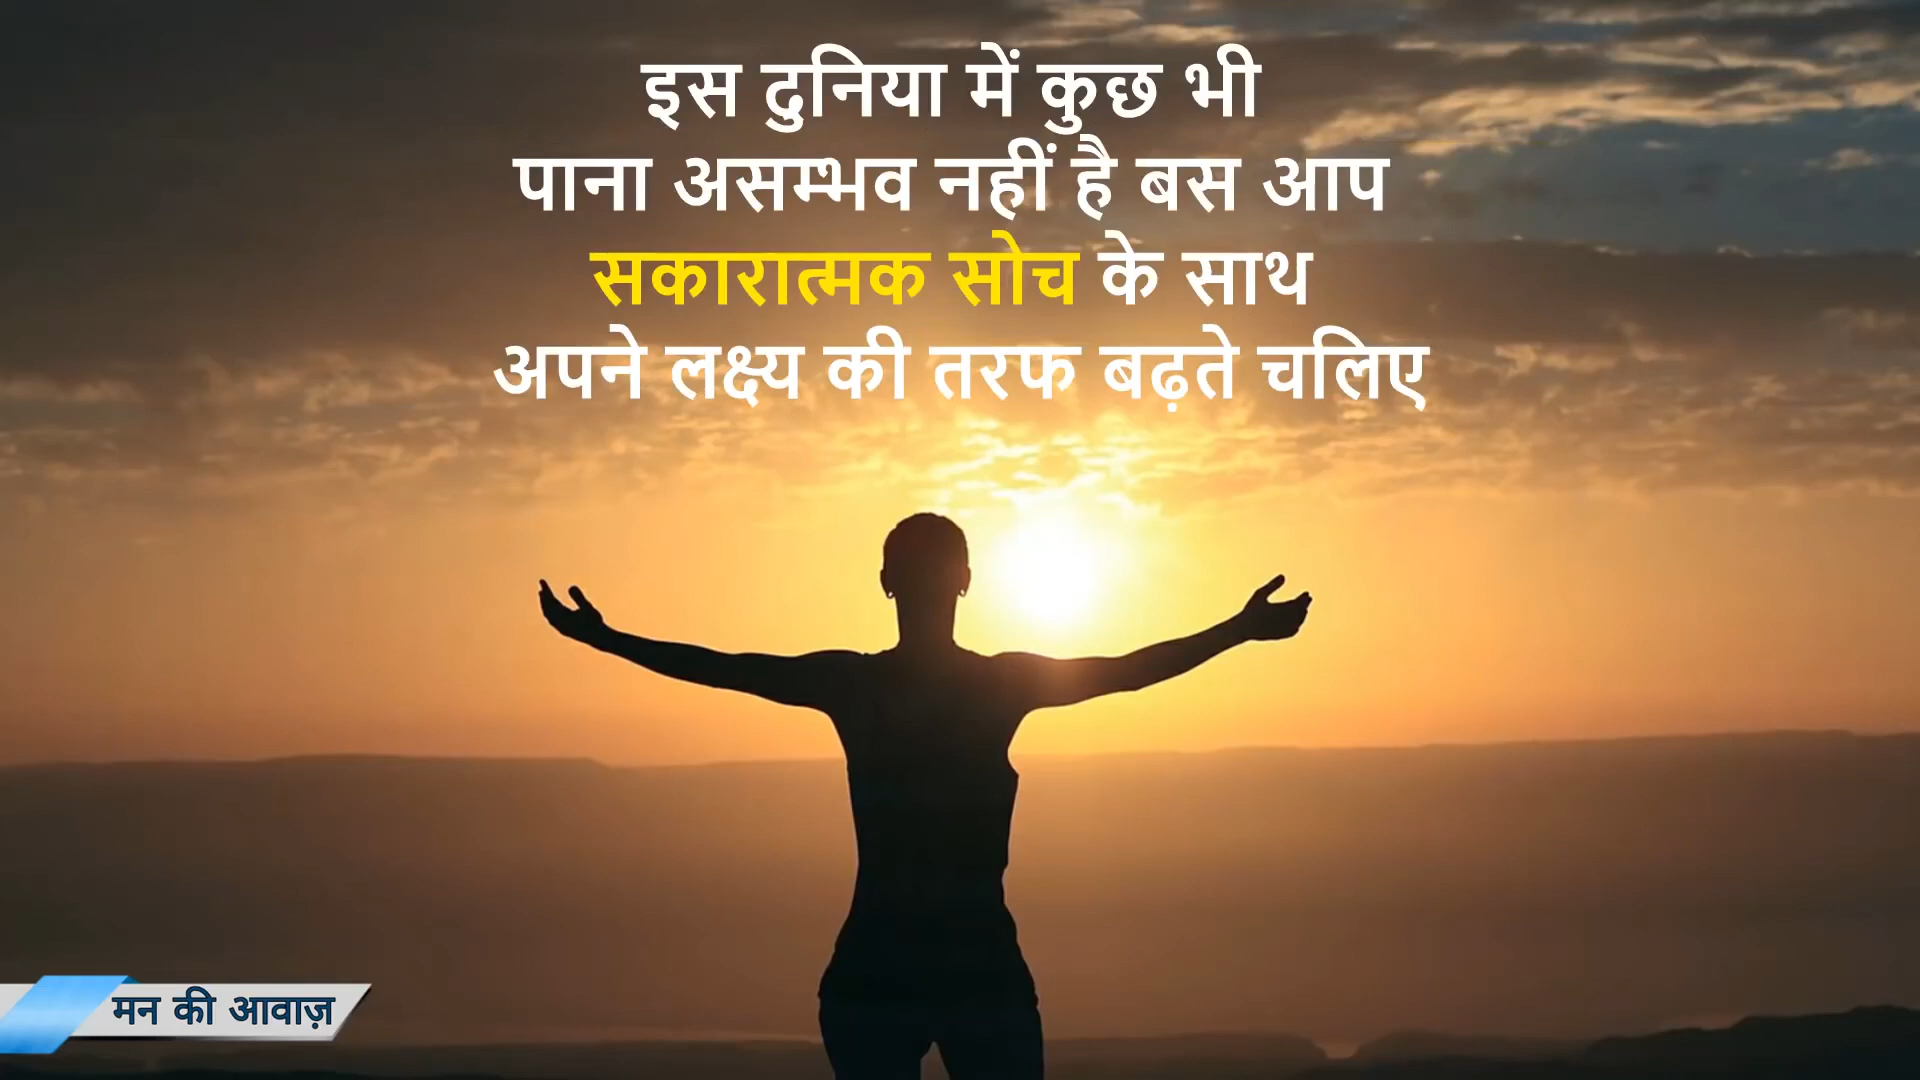 इस दुनिया में कुछ भी
पाना असम्भव नहीं है बस आप
सकारात्मक सोच के साथ
अपने लक्ष्य की तरफ बढ़ते चलिए
मन की आवाज़